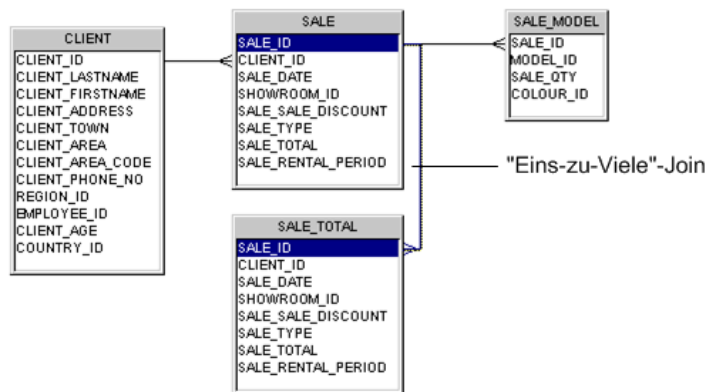 CLIENT
CLIENT_ID
CLIENT_LASTNAME
CLIENT_FIRSTNAME
CLIENT_ADDRESS
CLIENT_TOWN
CLIENT_AREA
CLIENT_AREA_CODE
CLIENT_PHONE_NO
REGION_ID
EMPLOYEE_ID
CLIENT_AGE
COUNTRY_ID
SALE
SALE_ID
CLIENT_ID
SALE_DATE
SHOWROOM_ID
SALE_SALE_DISCOUNT
SALE_TYPE
SALE_TOTAL
SALE_RENTAL_PERIOD
SALE_MODEL
SALE_ID
MODEL_ID
SALE_QTY
COLOUR_ID
"Eins-zu-Viele"-Join
SALE_TOTAL
SALE_ID
CLIENT_ID
SALE_DATE
SHOWROOM_ID
SALE_SALE_DISCOUNT
SALE_TYPE
SALE_TOTAL
SALE_RENTAL_PERIOD